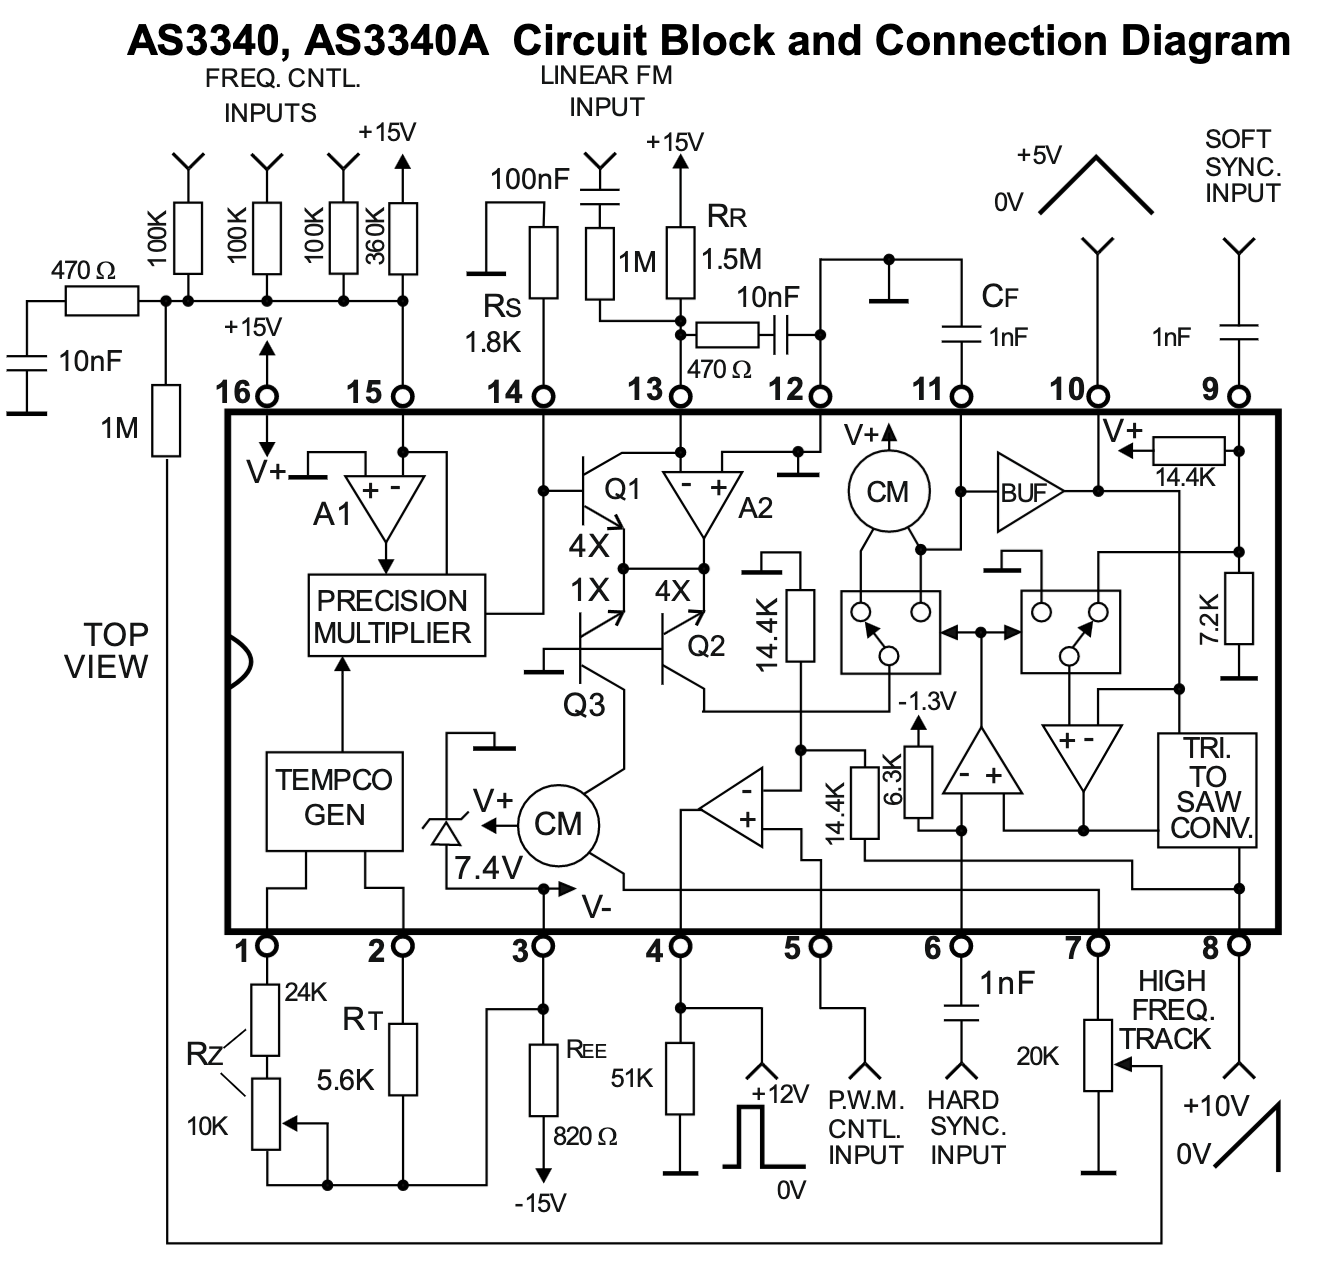 AS3340, AS3340A Circuit Block and Connection Diagram
FREQ. CNTL.
INPUTS
LINEAR FM
INPUT
+15V
+15V
+5V
0V
SOFT
SYNC.
INPUT
100K
100K
100K
360K
470 Ω
10nF
1M
+15V
100nF
RS
1.8K
1M
RR
1.5M
10nF
470 Ω
CF
1nF
1nF
16
15
14
13
12
11
10
9
V+
A1
+ -
Q1
4X
- +
A2
V+
CM
BUF
V+
14.4K
PRECISION
MULTIPLIER
1X
4X
Q2
Q3
14.4K
7.2K
TOP
VIEW
-1.3V
6.3K
- +
+ -
TRI.
TO
SAW
CONV.
TEMPCO
GEN
V+
CM
7.4V
V-
-
+
14.4K
1
2
3
4
5
6
7
8
24K
RZ
10K
RT
5.6K
REE
820 Ω
-15V
51K
+12V
0V
P.W.M.
CNTL.
INPUT
1nF
HARD
SYNC.
INPUT
20K
HIGH
FREQ.
TRACK
+10V
0V